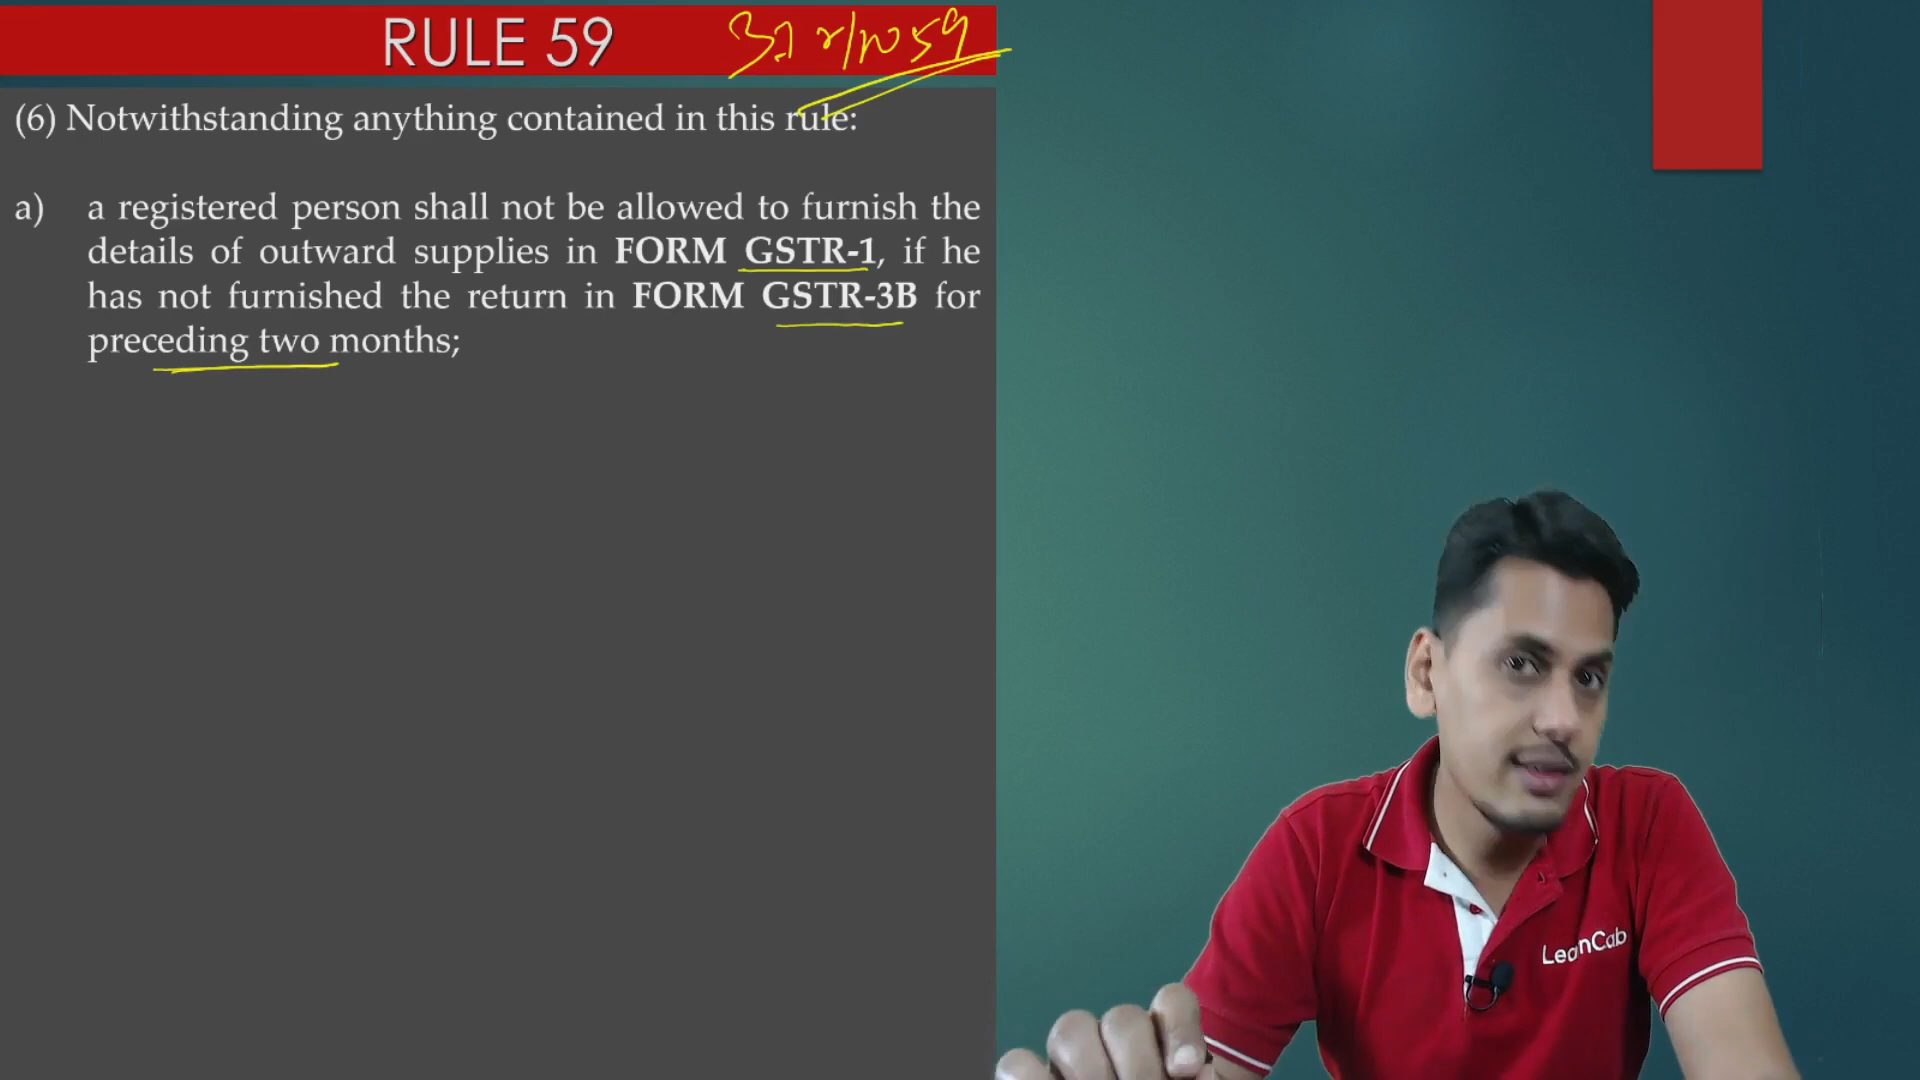 RULE 59
37 r/w 59
(6) Notwithstanding anything contained in this rule:
a) a registered person shall not be allowed to furnish the
details of outward supplies in FORM GSTR-1, if he
has not furnished the return in FORM GSTR-3B for
preceding two months;
LearnCab